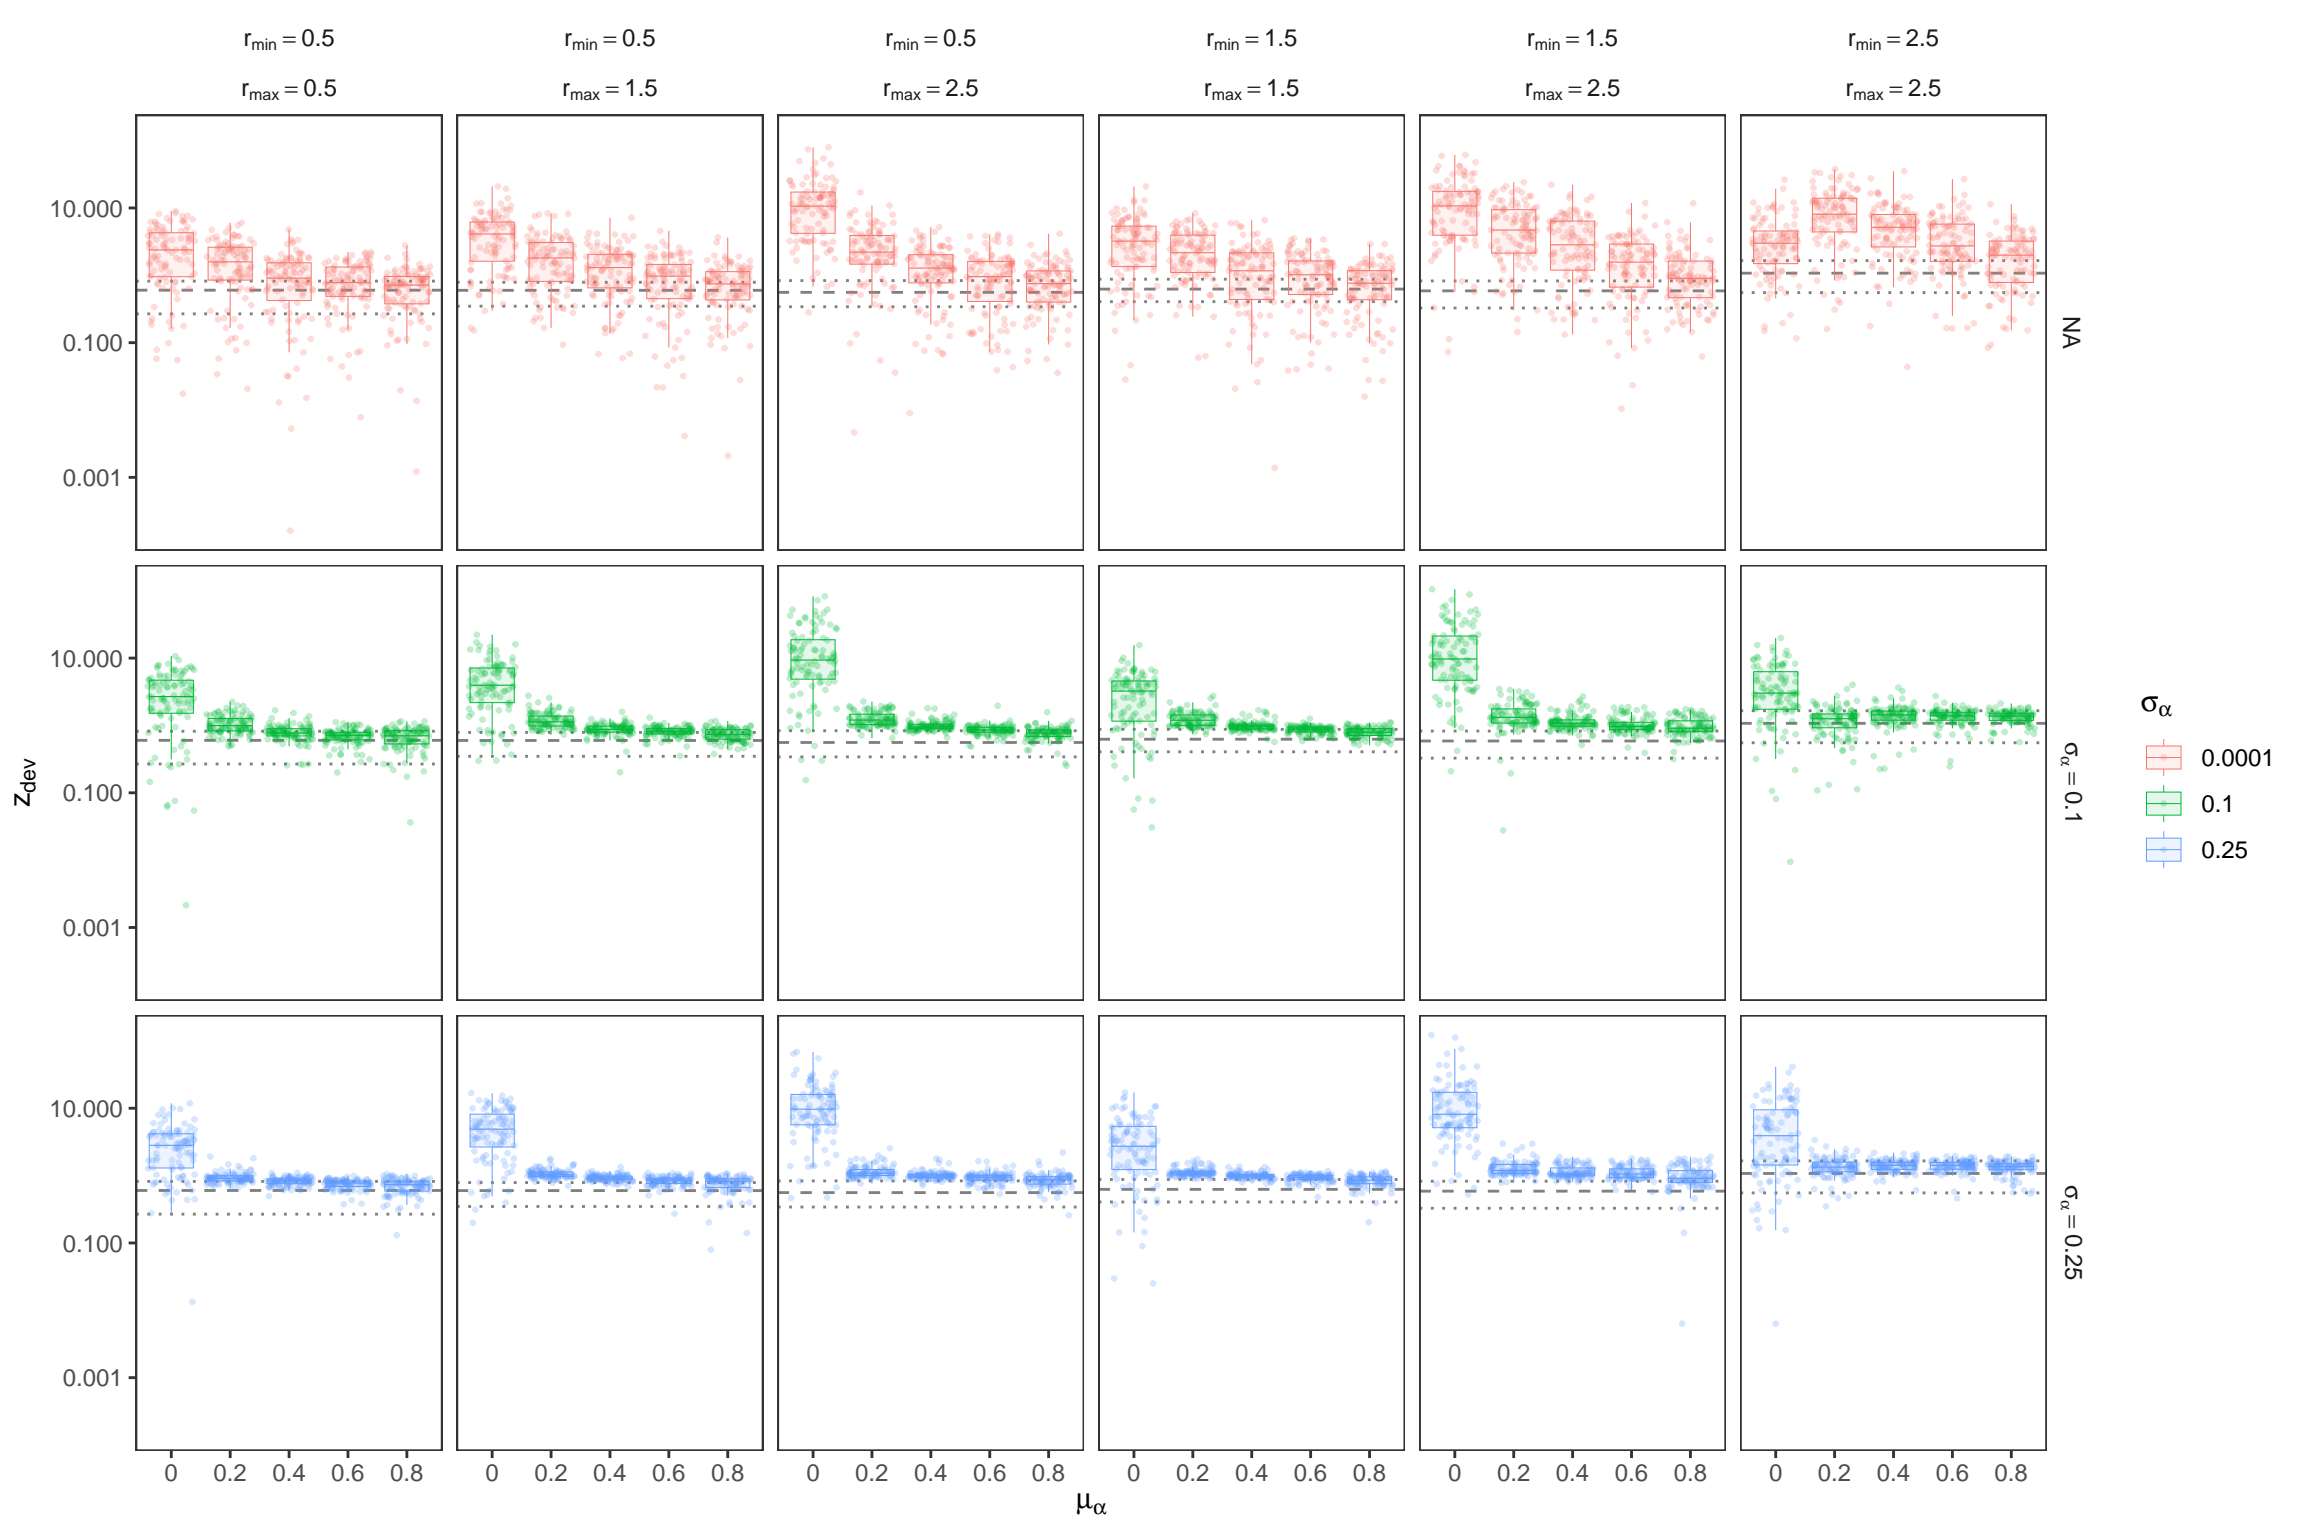 r_min = 0.5 r_min = 0.5 r_min = 0.5 r_min = 1.5 r_min = 1.5 r_min = 2.5
r_max = 0.5 r_max = 1.5 r_max = 2.5 r_max = 1.5 r_max = 2.5 r_max = 2.5
10.000
0.100
0.001
NA
10.000
0.100
0.001
σ_α = 0.1
z_dev
10.000
0.100
0.001
σ_α = 0.25
0 0.2 0.4 0.6 0.8 0 0.2 0.4 0.6 0.8 0 0.2 0.4 0.6 0.8 0 0.2 0.4 0.6 0.8 0 0.2 0.4 0.6 0.8 0 0.2 0.4 0.6 0.8
μ_α
σ_α
0.0001
0.1
0.25